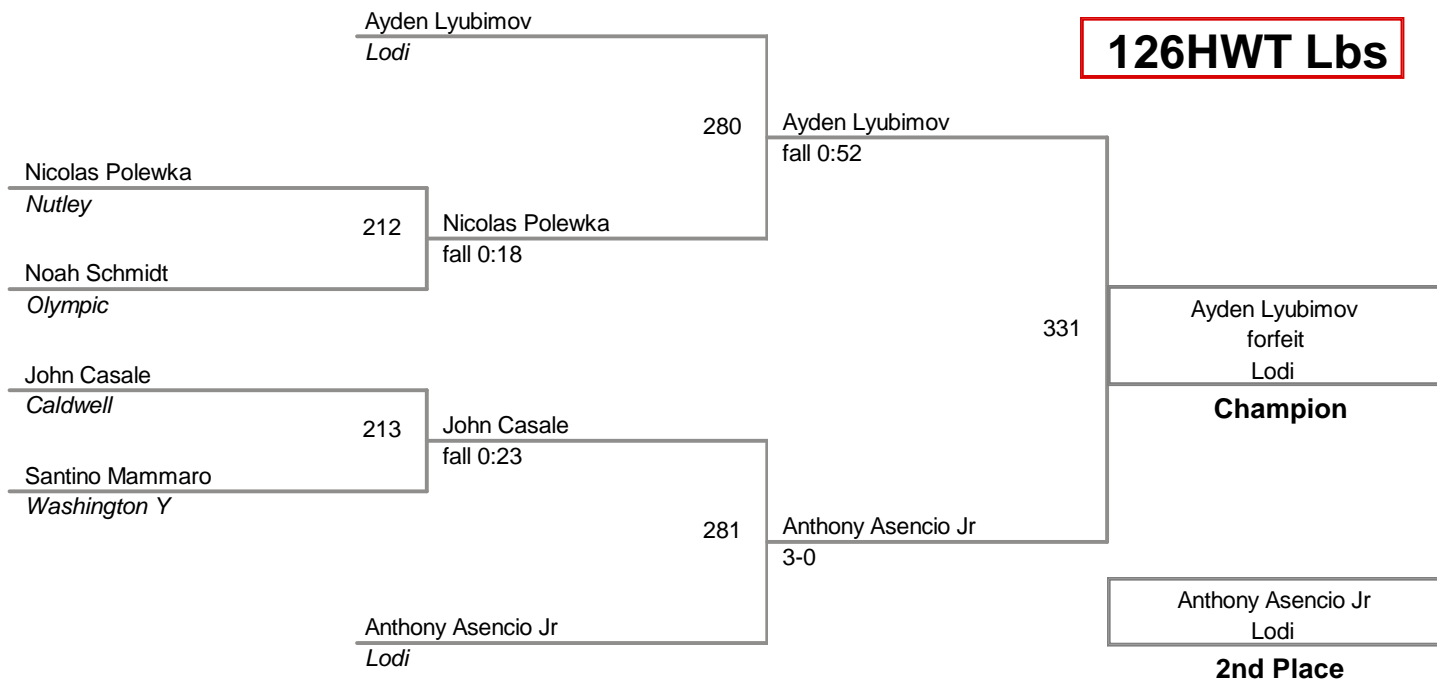 Ayden Lyubimov
Lodi
126HWT Lbs
280
Ayden Lyubimov
fall 0:52
Nicolas Polewka
Nutley
212
Nicolas Polewka
fall 0:18
Noah Schmidt
Olympic
331
Ayden Lyubimov
forfeit
Lodi
Champion
John Casale
Caldwell
213
John Casale
fall 0:23
Santino Mammaro
Washington Y
281
Anthony Asencio Jr
3-0
Anthony Asencio Jr
Lodi
Anthony Asencio Jr
Lodi
2nd Place